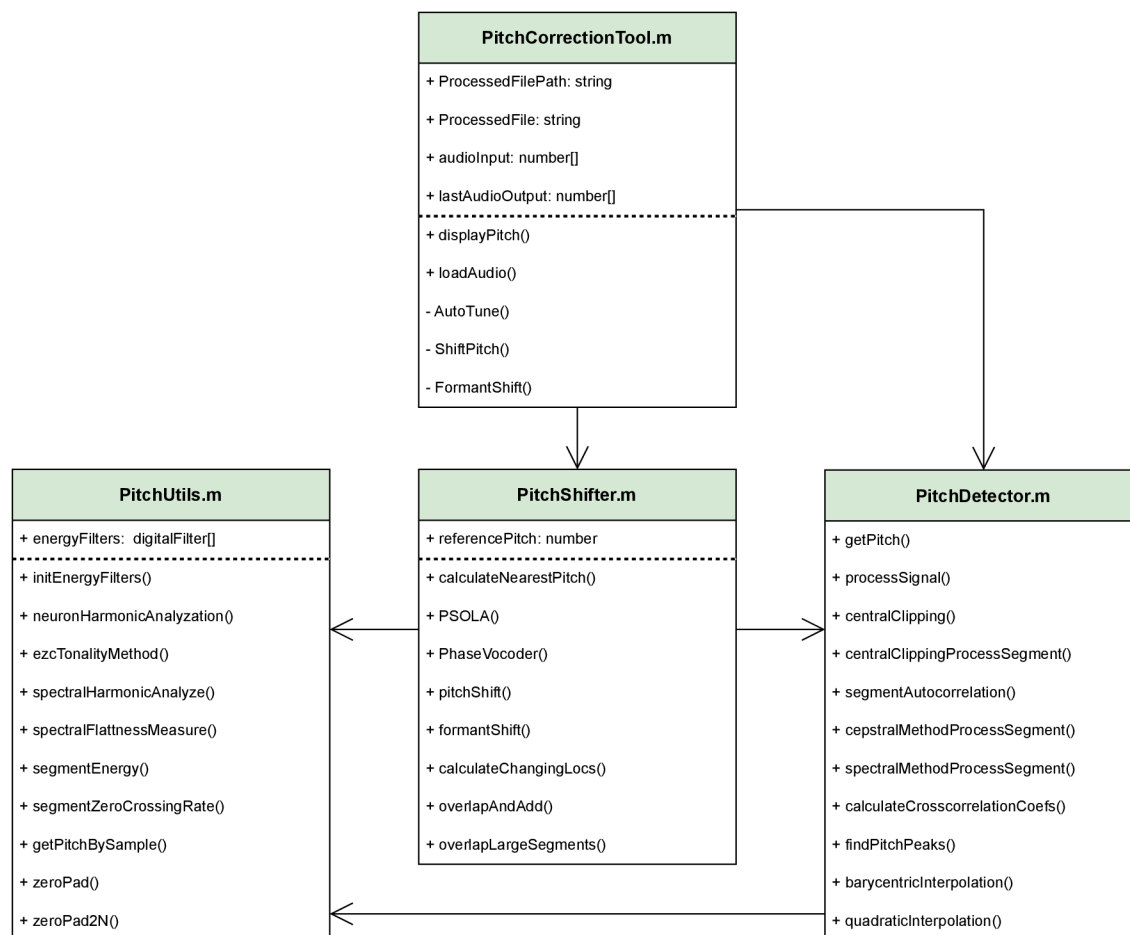 PitchCorrectionTool.m
+ ProcessedFilePath: string
+ ProcessedFile: string
+ audioInput: number[]
+ lastAudioOutput: number[]
+ displayPitch()
+ loadAudio()
- AutoTune()
- ShiftPitch()
- FormantShift()
PitchUtils.m
+ energyFilters:  digitalFilter[]
+ initEnergyFilters()
+ neuronHarmonicAnalyzation()
+ ezcTonalityMethod()
+ spectralHarmonicAnalyze()
+ spectralFlattnessMeasure()
+ segmentEnergy()
+ segmentZeroCrossingRate()
+ getPitchBySample()
+ zeroPad()
+ zeroPad2N()
PitchShifter.m
+ referencePitch: number
+ calculateNearestPitch()
+ PSOLA()
+ PhaseVocoder()
+ pitchShift()
+ formantShift()
+ calculateChangingLocs()
+ overlapAndAdd()
+ overlapLargeSegments()
PitchDetector.m
+ getPitch()
+ processSignal()
+ centralClipping()
+ centralClippingProcessSegment()
+ segmentAutocorrelation()
+ cepstralMethodProcessSegment()
+ spectralMethodProcessSegment()
+ calculateCrosscorrelationCoefs()
+ findPitchPeaks()
+ barycentricInterpolation()
+ quadraticInterpolation()